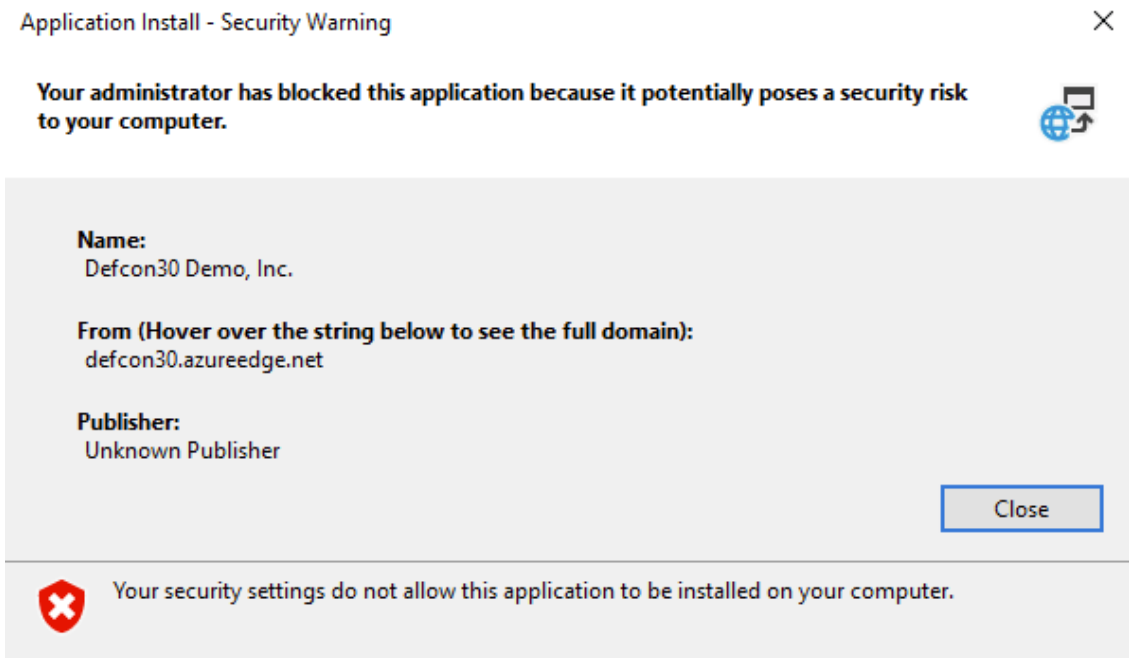 Application Install - Security Warning
Your administrator has blocked this application because it potentially poses a security risk
to your computer.
Name:
Defcon30 Demo, Inc.
From (Hover over the string below to see the full domain):
defcon30.azureedge.net
Publisher:
Unknown Publisher
Close
Your security settings do not allow this application to be installed on your computer.